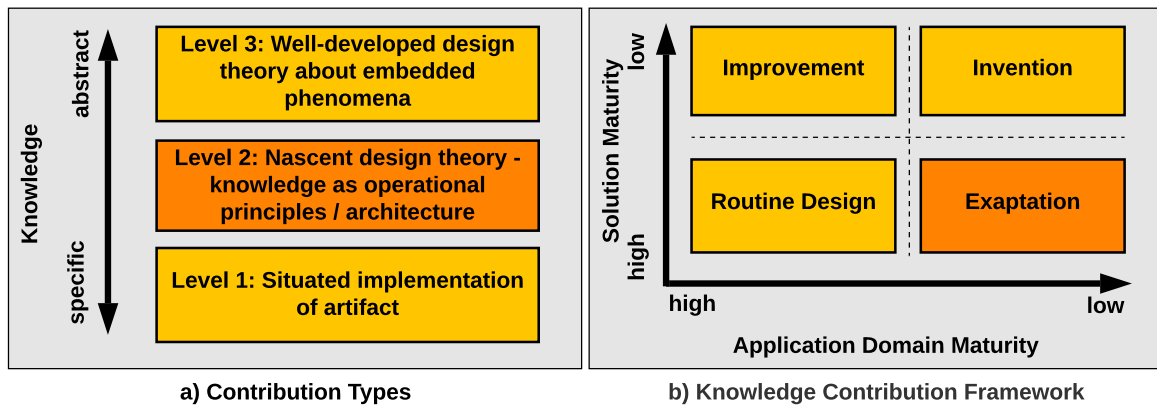 Knowledge
abstract
specific
Level 3: Well-developed design
theory about embedded
phenomena
Level 2: Nascent design theory -
knowledge as operational
principles / architecture
Level 1: Situated implementation
of artifact
a) Contribution Types
Solution Maturity
low
high
Improvement
Invention
Routine Design
Exaptation
high
low
Application Domain Maturity
b) Knowledge Contribution Framework